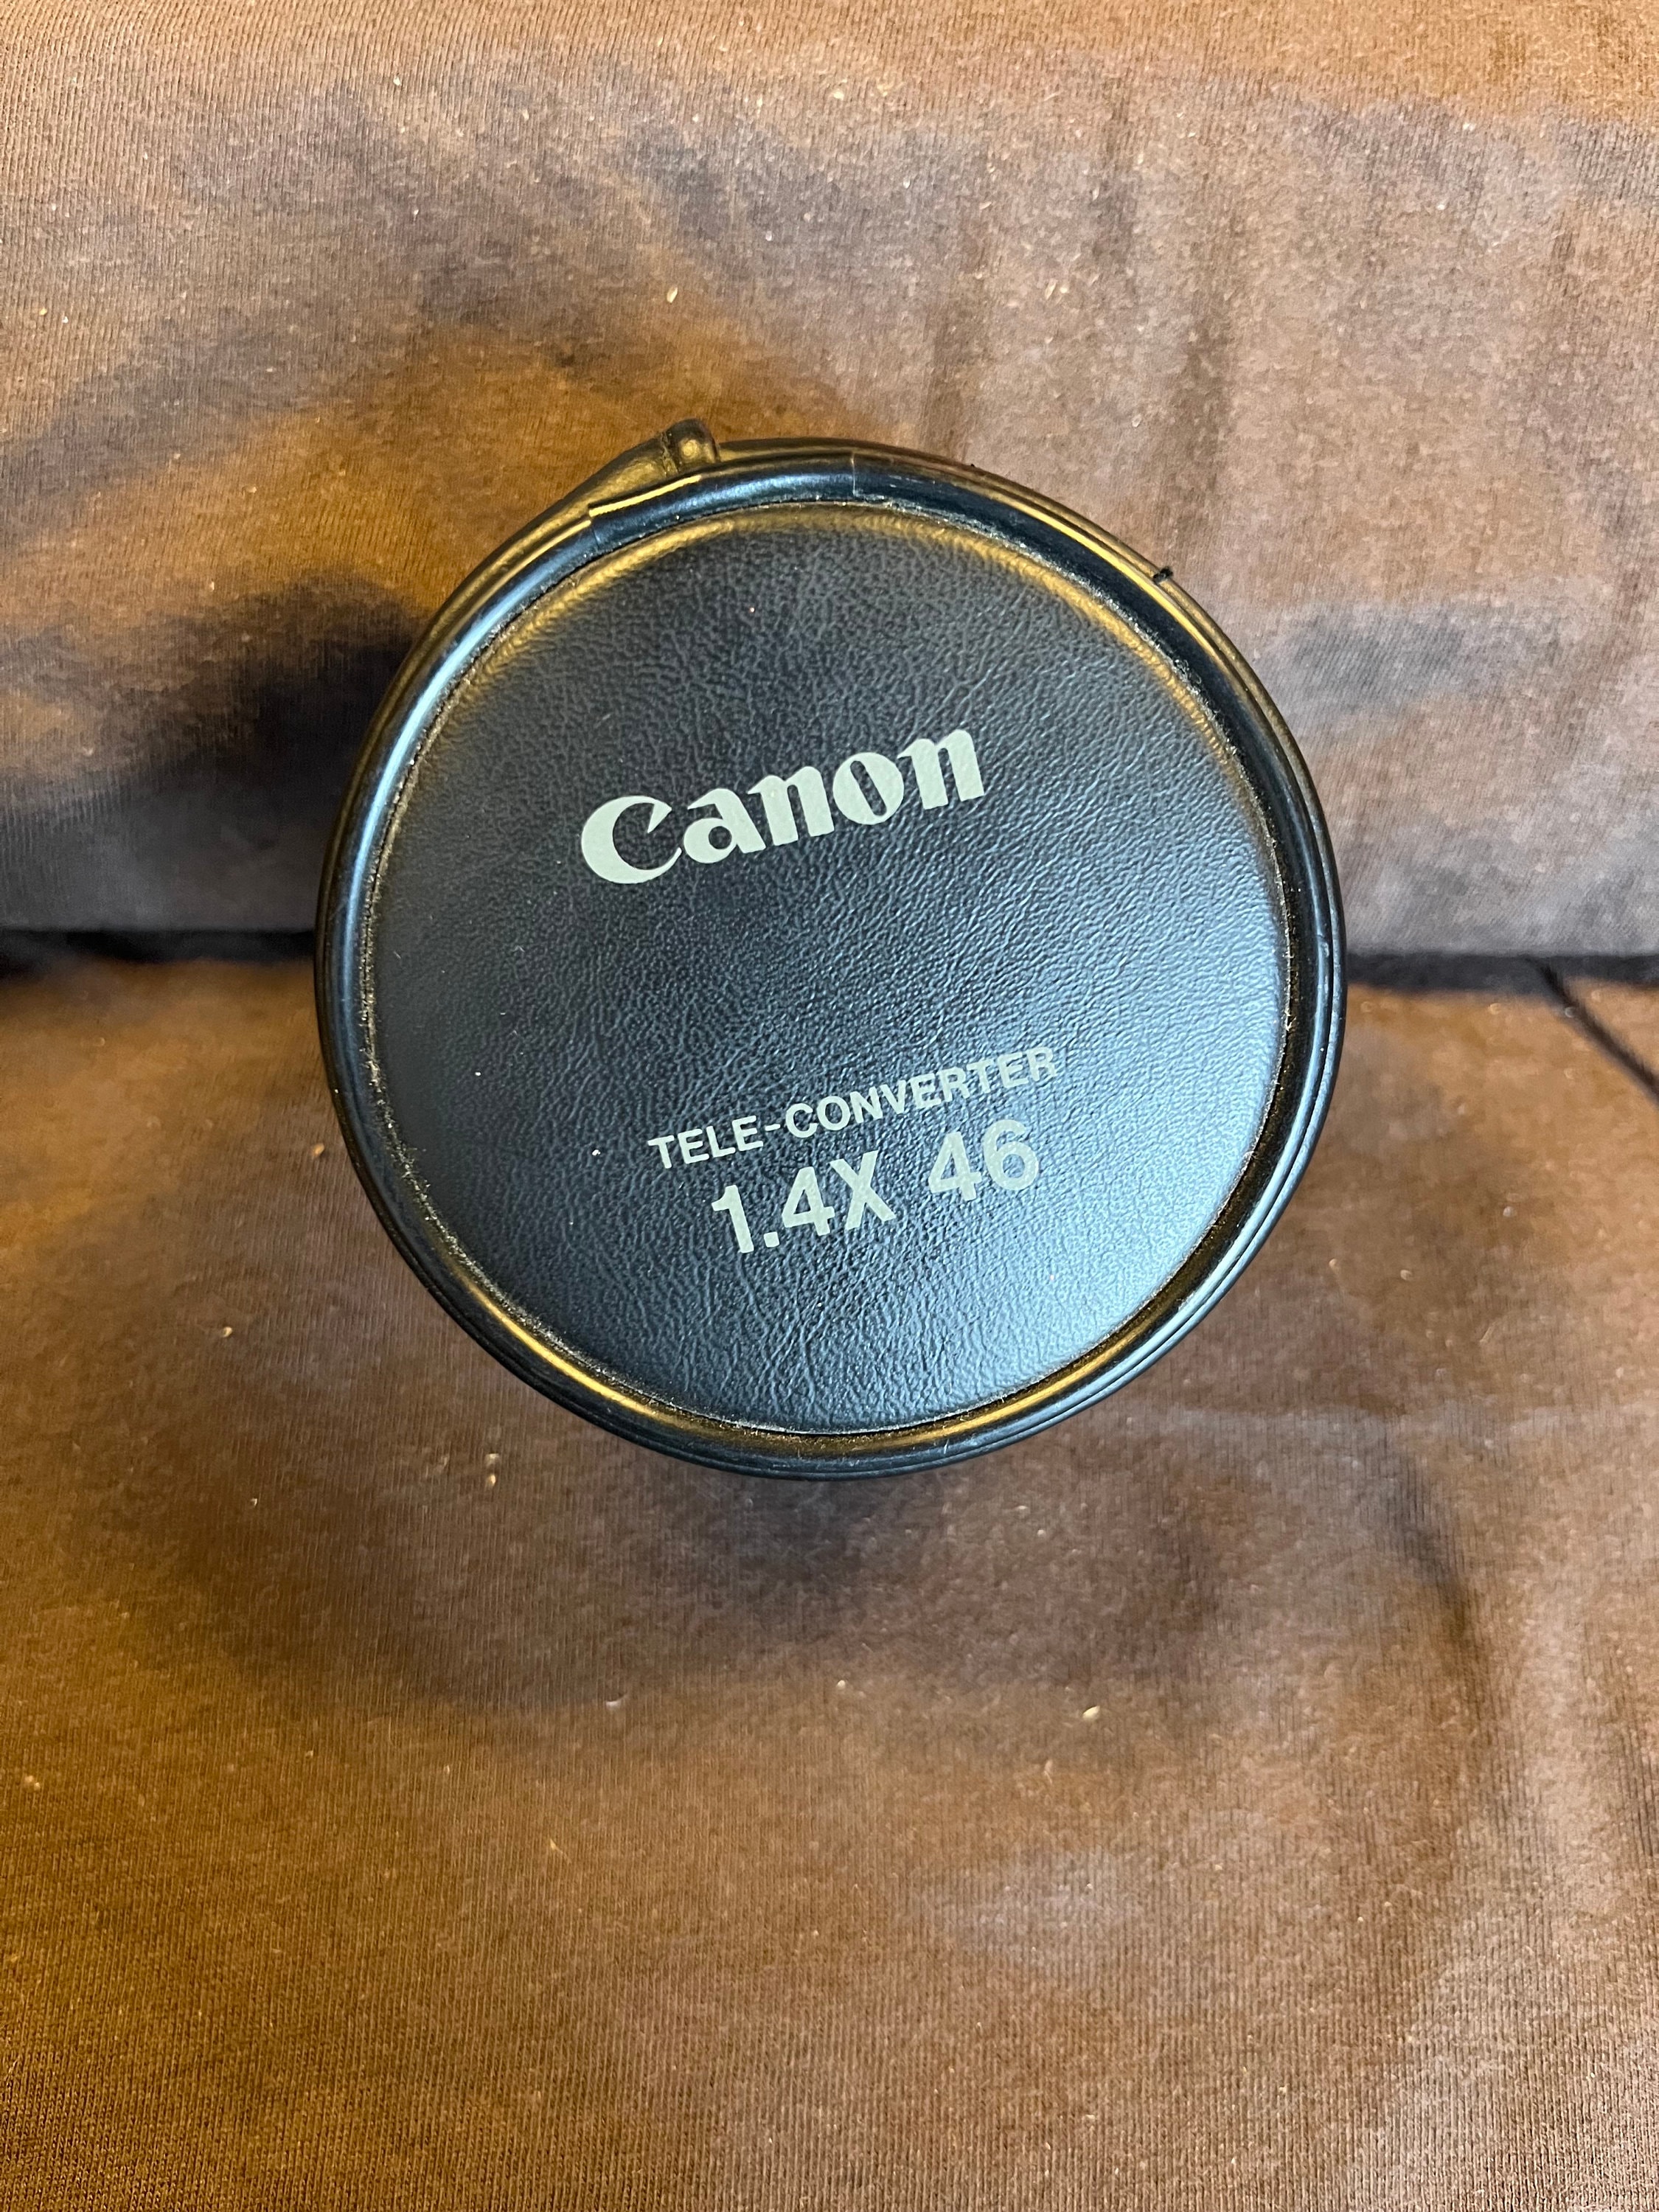 Canon
TELE-CONVERTER
1.4X 46